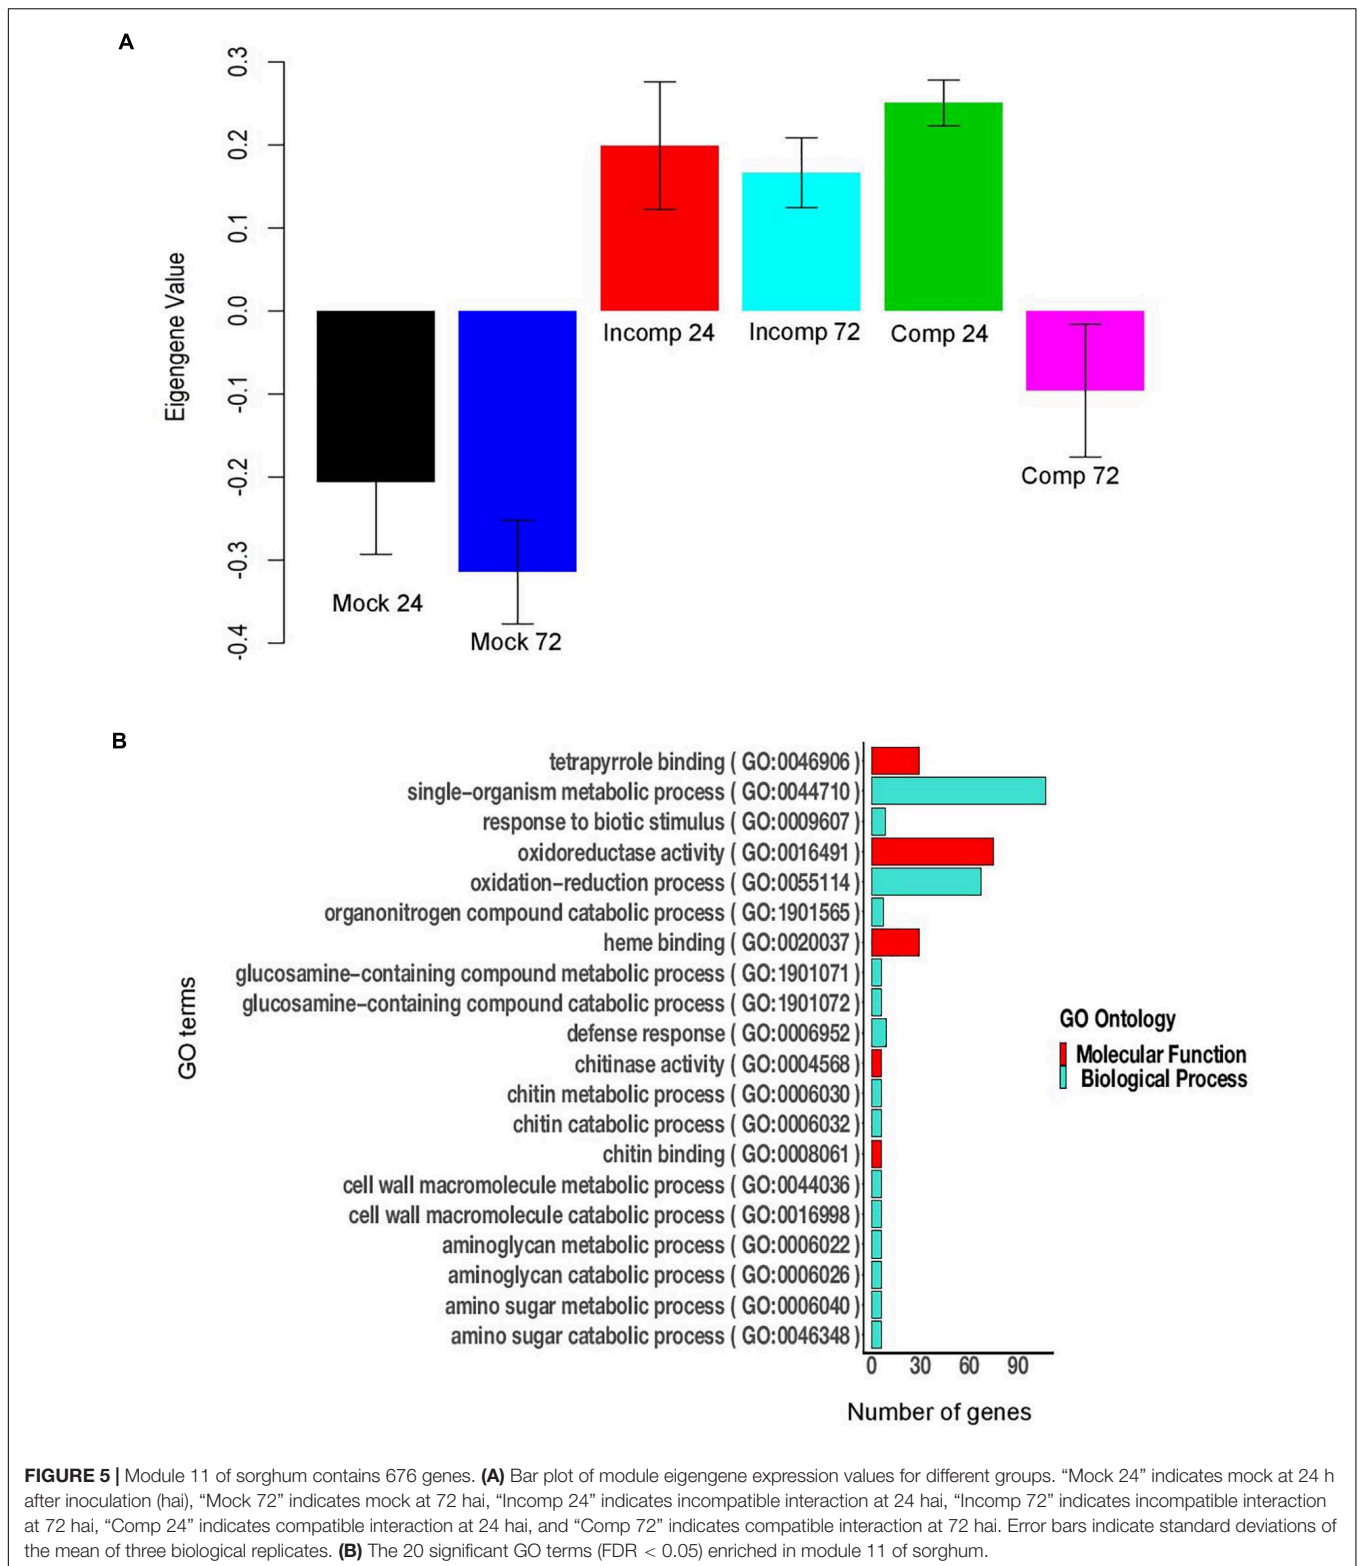 A
0.3
0.2
0.1
0.0
-0.1
-0.2
-0.3
-0.4
Eigengene Value
Incomp 24
Incomp 72
Comp 24
Comp 72
Mock 24
Mock 72
B
tetrapyrrole binding ( GO:0046906 )
single−organism metabolic process ( GO:0044710 )
response to biotic stimulus ( GO:0009607 )
oxidoreductase activity ( GO:0016491 )
oxidation−reduction process ( GO:0055114 )
organonitrogen compound catabolic process ( GO:1901565 )
heme binding ( GO:0020037 )
glucosamine−containing compound metabolic process ( GO:1901071 )
glucosamine−containing compound catabolic process ( GO:1901072 )
defense response ( GO:0006952 )
chitinase activity ( GO:0004568 )
chitin metabolic process ( GO:0006030 )
chitin catabolic process ( GO:0006032 )
chitin binding ( GO:0008061 )
cell wall macromolecule metabolic process ( GO:0044036 )
cell wall macromolecule catabolic process ( GO:0016998 )
aminoglycan metabolic process ( GO:0006022 )
aminoglycan catabolic process ( GO:0006026 )
amino sugar metabolic process ( GO:0006040 )
amino sugar catabolic process ( GO:0046348 )
GO terms
0 30 60 90
Number of genes
GO Ontology
Molecular Function
Biological Process
FIGURE 5 | Module 11 of sorghum contains 676 genes. (A) Bar plot of module eigengene expression values for different groups. “Mock 24” indicates mock at 24 h
after inoculation (hai), “Mock 72” indicates mock at 72 hai, “Incomp 24” indicates incompatible interaction at 24 hai, “Incomp 72” indicates incompatible interaction
at 72 hai, “Comp 24” indicates compatible interaction at 24 hai, and “Comp 72” indicates compatible interaction at 72 hai. Error bars indicate standard deviations of
the mean of three biological replicates. (B) The 20 significant GO terms (FDR < 0.05) enriched in module 11 of sorghum.